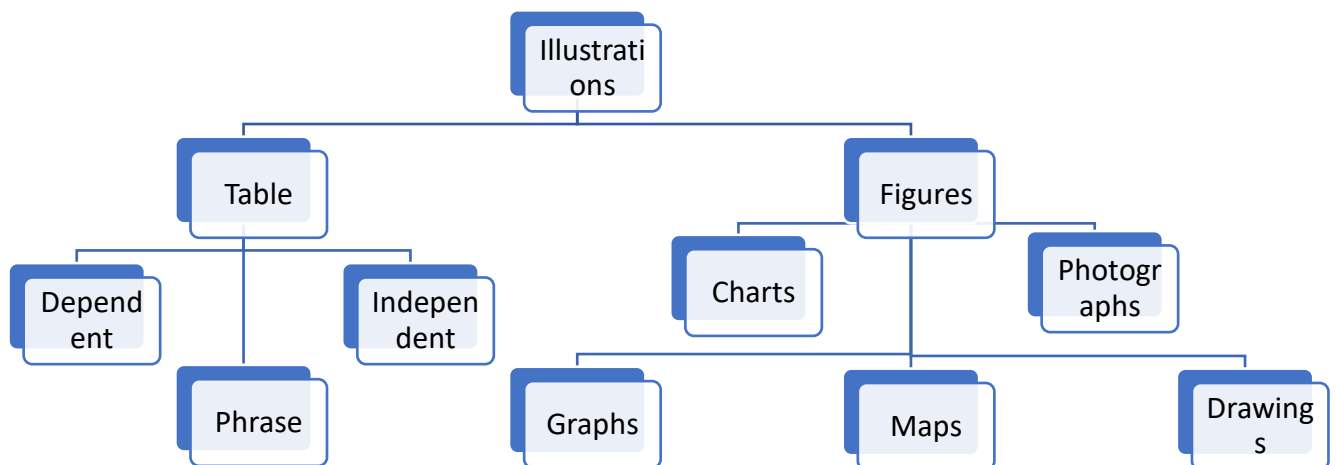 Illustrati
ons
Table
Figures
Depend
ent
Indepen
dent
Charts
Photogr
aphs
Phrase
Graphs
Maps
Drawing
s